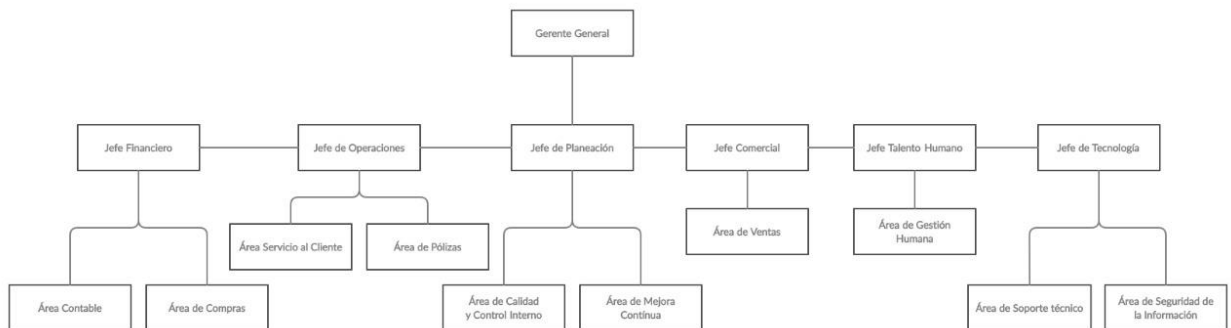 Gerente General
Jefe Financiero
Jefe de Operaciones
Jefe de Planeación
Jefe Comercial
Jefe Talento Humano
Jefe de Tecnología
Área Servicio al Cliente
Área de Pólizas
Área de Ventas
Área de Gestión
Humana
Área Contable
Área de Compras
Área de Calidad
y Control Interno
Área de Mejora
Contínua
Área de Soporte técnico
Área de Seguridad de
la Información